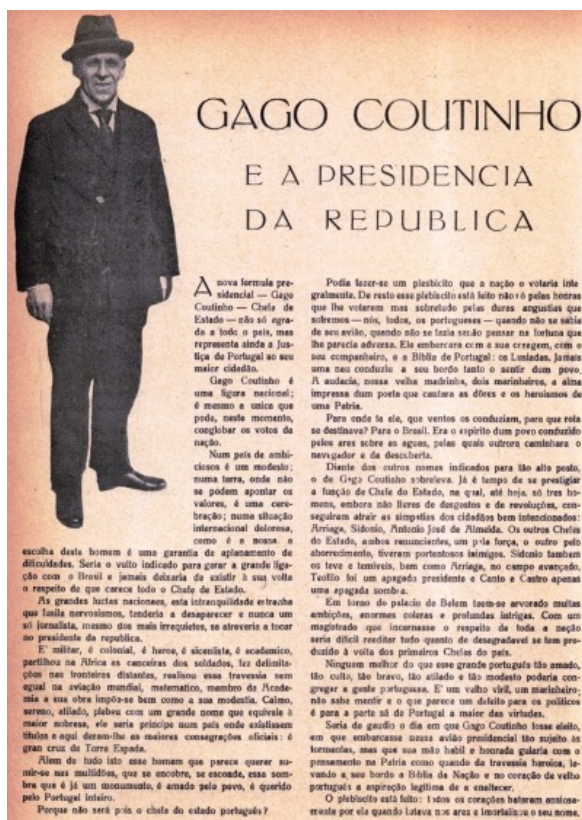 GAGO COUTINHO
E A PRESIDENCIA
DA REPUBLICA
A nova formula pre-
sidencial — Gago
Coutinho — Chefe de
Estado — não só agra-
da a todo o país, mas
representa ainda a Jus-
tiça de Portugal ao seu
maior cidadão.
Gago Coutinho é
uma figura nacional;
é mesmo a unica que
pode, neste momento,
conglobar os votos da
nação.
Num país de ambi-
ciosos é um modesto;
numa terra, onde não
se podem apontar os
valores, é uma cere-
bração; numa situação
internacional dolorosa,
como é a nossa, a
escolha deste homem é uma garantia de aplanamento de
dificuldades. Seria o vulto indicado para gerar a grande liga-
ção com o Brasil e jamais deixaria de existir á sua volta
o respeito de que carece todo o Chefe de Estado.
As grandes luctas nacionaes, esta intranquilidade estranha
que fusila nervosismos, tenderia a desaparecer e nunca um
só jornalista, mesmo dos mais irrequietos, se atreveria a tocar
no presidente da republica.
E' militar, é colonial, é heroe, é scientista, é academico,
partilhou na Africa as canceiras dos soldados, fez delimita-
ções nas fronteiras distantes, realisou essa travessia sem
egual na aviação mundial, matematico, membro da Acade-
mia a sua obra impõe-se bem como a sua modestia. Calmo,
sereno, afilado, plebeu com um grande nome que equivale à
maior nobreza, ele seria principe num país onde existissem
titulos e aqui deram-lhe as maiores consagrações oficiais: é
gran cruz de Torre Espada.
Alem de tudo isto esse homem que parece querer su-
mir-se nas multidões, que se encobre, se esconde, essa som-
bra que é já um monumento, é amado pelo povo, é querido
pelo Portugal inteiro.
Porque não será pois o chefe do estado português?
Podia fazer-se um plesbicito que a nação o votaria inte
gralmente. De resto esse plebiscito está feito não só pelas honras
que lhe votaram mas sobretudo pelas duras angustias que
sofremos — nós, todos, os portugueses — quando não se sabia
de seu avião, quando não se fazia senão pensar na fortuna que
lhe parecia adversa. Ele embarcara com a sua coragem, com o
seu companheiro, e a Biblia de Portugal: os Lusiadas. Jamais
uma nau conduziu a seu bordo tanto o sentir dum povo.
A audacia, nossa velha madrinha, dois marinheiros, a alma
impressa dum poeta que cantara as dôres e os heroismos de
uma Patria.
Para onde ia ele, que ventos os conduziam, para que rota
se destinava? Para o Brasil. Era o espirito dum povo conduzido
pelos ares sobre as aguas, pelas quais outrora caminhara o
navegador e da descoberta.
Diante dos outros nomes indicados para tão alto posto,
o de Gago Coutinho sobreleva. Já é tempo de se prestigiar
a função de Chefe do Estado, na qual, até hoje, só tres ho-
mens, embora não livres de desgostos e de revoluções, con-
seguiram atrair as simpatias dos cidadãos bem intencionados:
Arriaga, Sidonio, Antonio José de Almeida. Os outros Chefes
do Estado, ambos renunciantes, um pela força, o outro pelo
aborrecimento, tiveram portentosos inimigos. Sidonio tambem
os teve e temiveis, bem como Arriaga, no campo avançado.
Teofilo foi um apagado presidente e Canto e Castro apenas
uma apagada sombra.
Em torno do palacio de Belem teem-se arvorado muitas
ambições, enormes coleras e profundas intrigas. Com um
magistrado que incarnasse o respeito de toda a nação
seria dificil reeditar tudo quanto de desagradavel se tem pro-
duzido à volta dos primeiros Chefes do país.
Ninguem melhor do que esse grande português tão amado,
tão culto, tão bravo, tão afilado e tão modesto poderia con-
gregar a gente portuguesa. E' um velho viril, um marinheiro,
não sabe mentir e o que parece um defeito para os politicos
é para a parte sã de Portugal a maior das virtudes.
Seria de gaudio o dia em que Gago Coutinho fosse eleito,
em que embarcasse nessa avião presidencial tão sujeito às
tormentas, mas que sua mão habil e honrada guiaria com o
pensamento na Patria como quando da travessia heroica, le-
vando a seu bordo a Biblia da Nação e no coração de velho
português a aspiração legitima de a enaltecer.
O plebiscito está feito: todos os corações bateram ansiosa-
mente por ele quando lutava nos ares e imortalisou o seu nome.